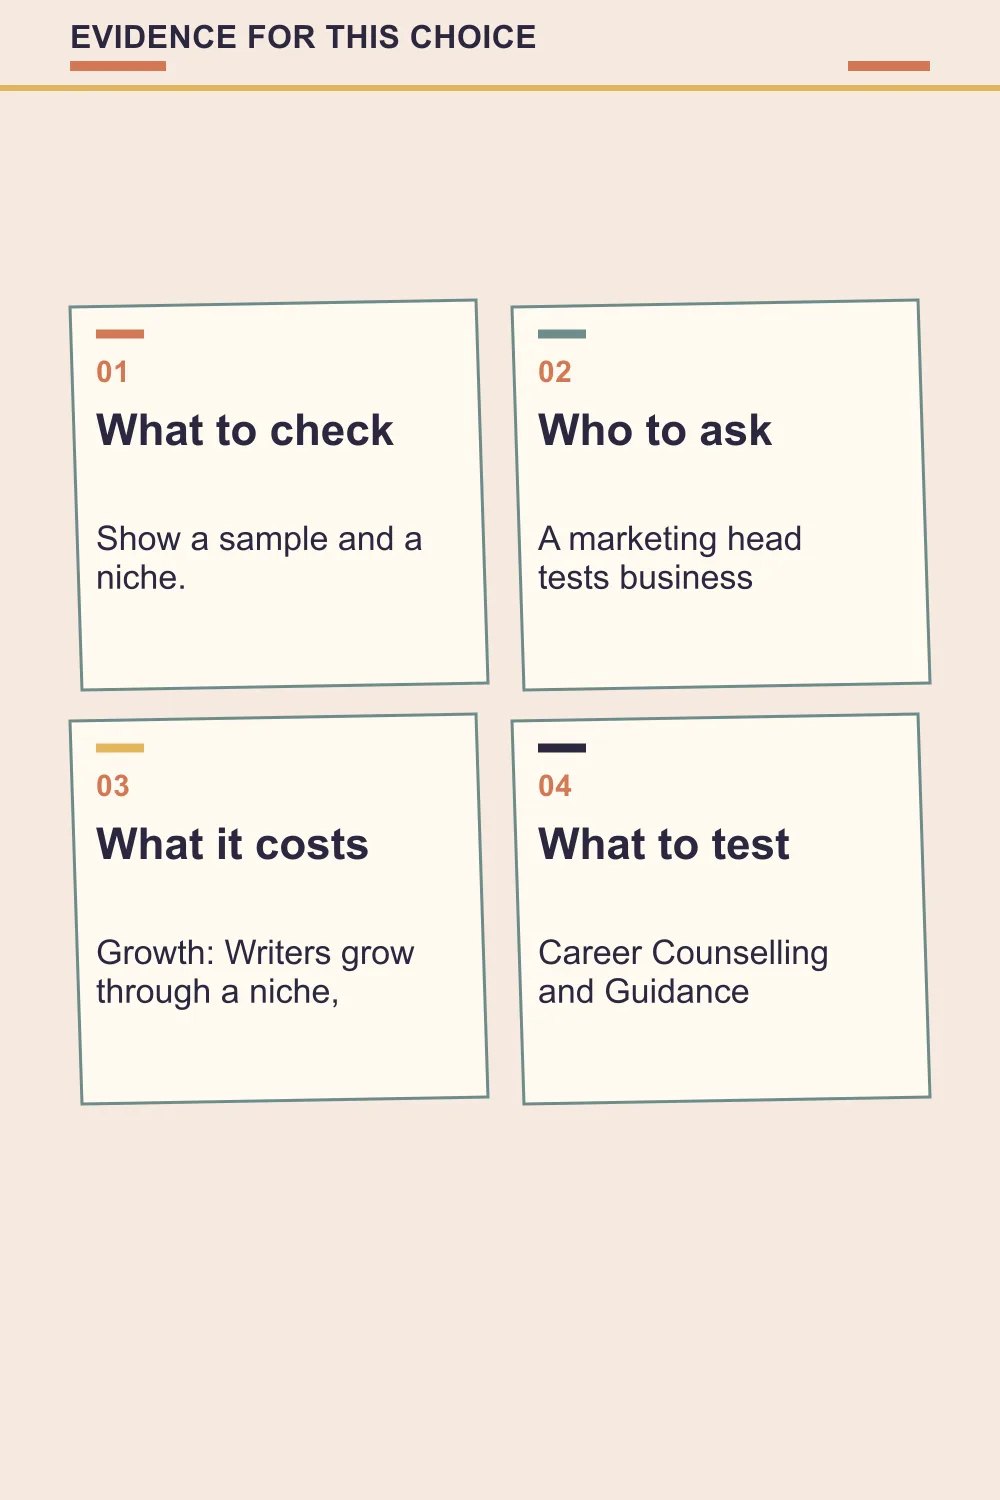 EVIDENCE FOR THIS CHOICE
01
What to check
Show a sample and a
niche.
02
Who to ask
A marketing head
tests business
03
What it costs
Growth: Writers grow
through a niche,
04
What to test
Career Counselling
and Guidance